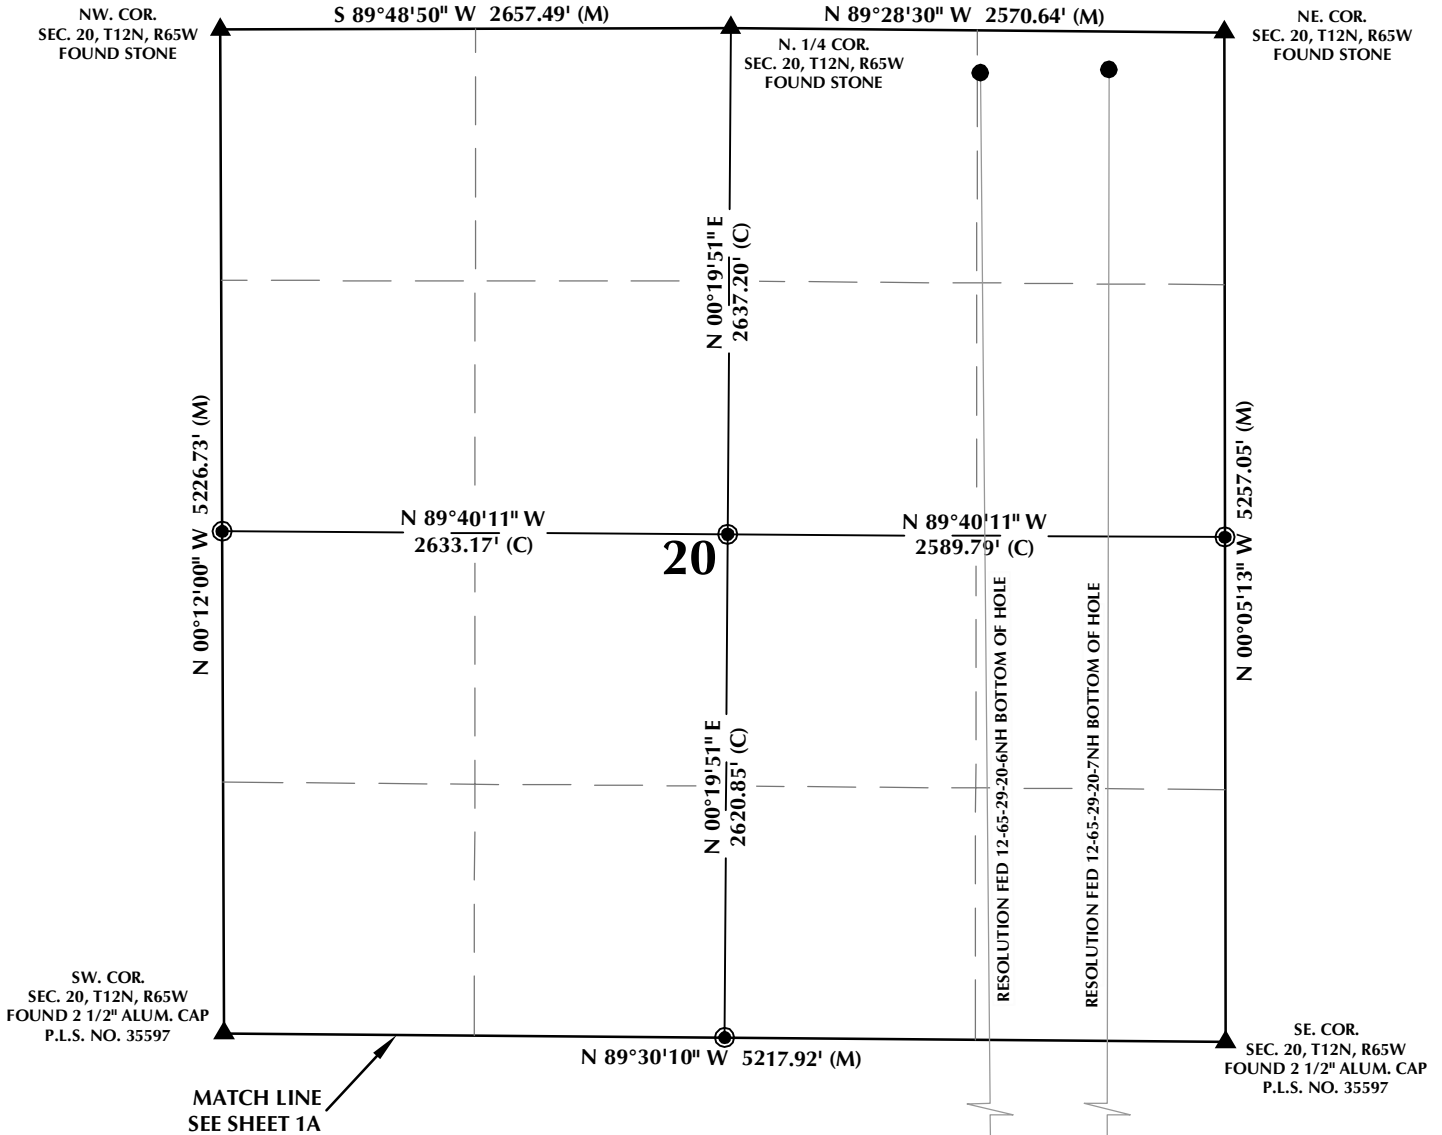 NW. COR.
SEC. 20, T12N, R65W
FOUND STONE
S 89°48'50" W 2657.49' (M)
N 89°28'30" W 2570.64' (M)
NE. COR.
SEC. 20, T12N, R65W
FOUND STONE
N. 1/4 COR.
SEC. 20, T12N, R65W
FOUND STONE
N 00°19'51" E
2637.20' (C)
N 00°12'00" W 5226.73' (M)
N 00°05'13" W 5257.05' (M)
N 89°40'11" W
2633.17' (C)
N 89°40'11" W
2589.79' (C)
20
RESOLUTION FED 12-65-29-20-6NH BOTTOM OF HOLE
RESOLUTION FED 12-65-29-20-7NH BOTTOM OF HOLE
N 00°19'51" E
2620.85' (C)
SW. COR.
SEC. 20, T12N, R65W
FOUND 2 1/2" ALUM. CAP
P.L.S. NO. 35597
N 89°30'10" W 5217.92' (M)
SE. COR.
SEC. 20, T12N, R65W
FOUND 2 1/2" ALUM. CAP
P.L.S. NO. 35597
MATCH LINE
SEE SHEET 1A